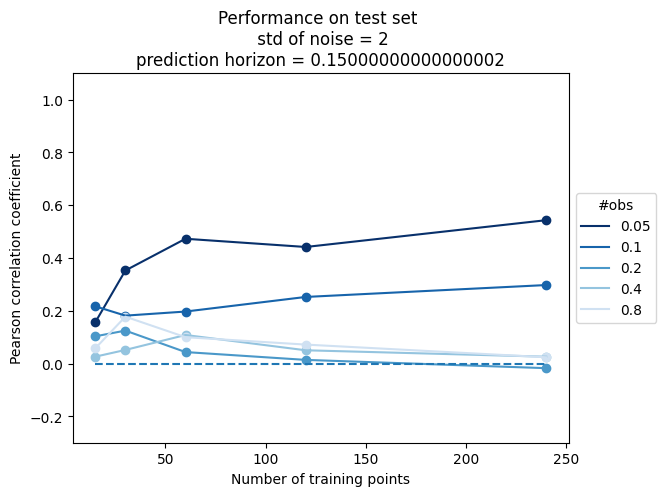 Performance on test set
std of noise = 2
prediction horizon = 0.15000000000000002
Pearson correlation coefficient
1.0
0.8
0.6
0.4
0.2
0.0
−0.2
50
100
150
200
250
Number of training points
#obs
0.05
0.1
0.2
0.4
0.8